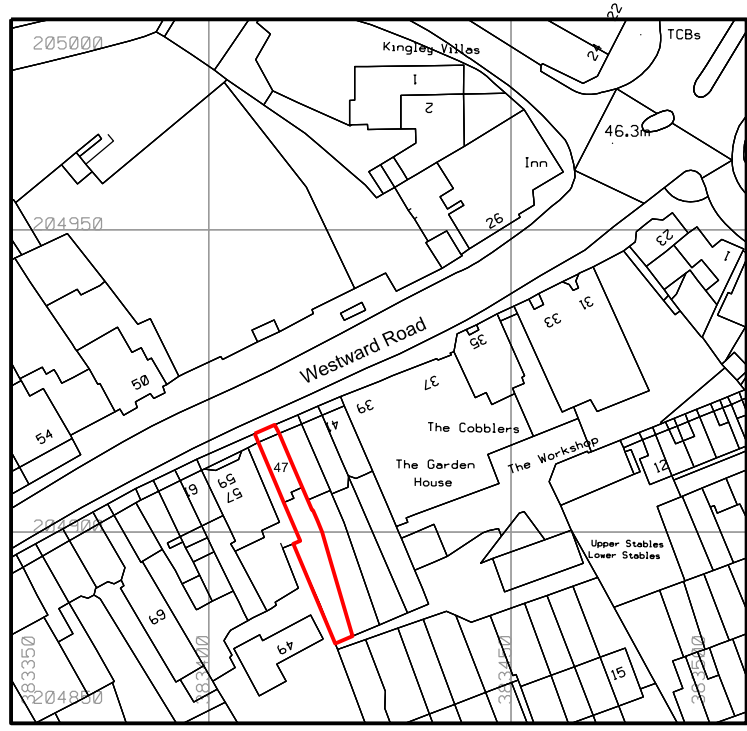 22
205000
Kingley Villas
24
TCBs
1
2
46.3m
Inn
204950
26
23
1
31
33
Westward Road
35
37
50
39
41
The Cobblers
54
47
The Garden
House
The Workshop
12
59
57
61
204900
Upper Stables
Lower Stables
69
49
15
383350
383400
383450
383500
204850